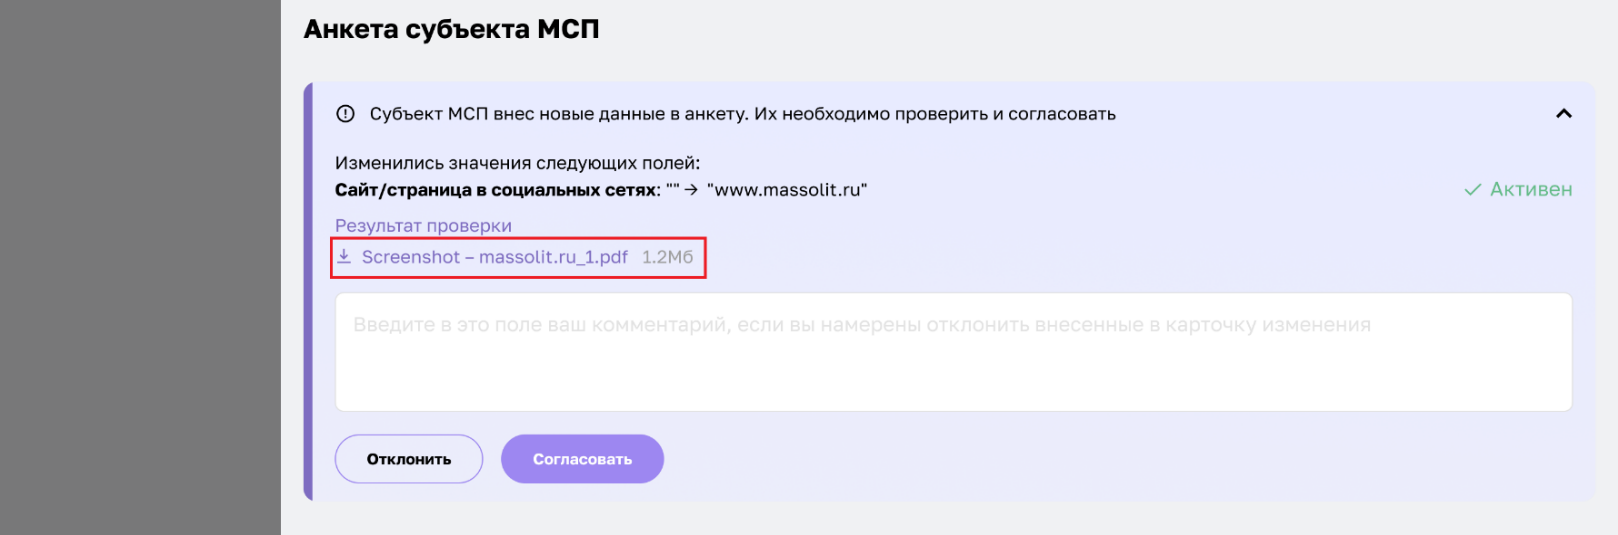 Анкета субъекта МСП
Субъект МСП внес новые данные в анкету. Их необходимо проверить и согласовать
Изменились значения следующих полей:
Сайт/страница в социальных сетях: "" → "www.massolit.ru"
Активен
Результат проверки
Screenshot – massolit.ru_1.pdf 1.2Мб
Введите в это поле ваш комментарий, если вы намерены отклонить внесенные в карточку изменения
Отклонить Согласовать